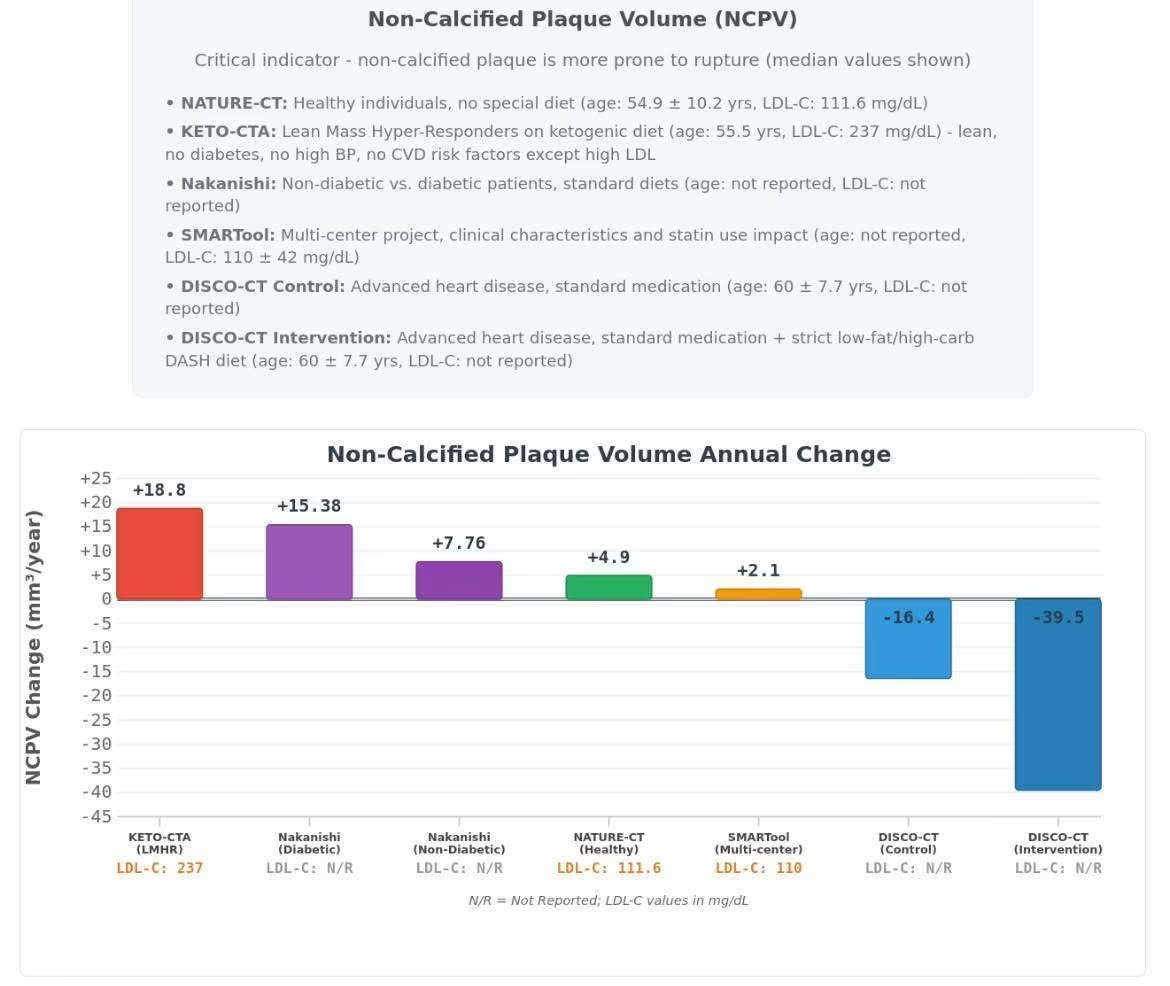 Non-Calcified Plaque Volume (NCPV)
Critical indicator - non-calcified plaque is more prone to rupture (median values shown)
• NATURE-CT: Healthy individuals, no special diet (age: 54.9 ± 10.2 yrs, LDL-C: 111.6 mg/dL)
• KETO-CTA: Lean Mass Hyper-Responders on ketogenic diet (age: 55.5 yrs, LDL-C: 237 mg/dL) - lean,
no diabetes, no high BP, no CVD risk factors except high LDL
• Nakanishi: Non-diabetic vs. diabetic patients, standard diets (age: not reported, LDL-C: not
reported)
• SMARTool: Multi-center project, clinical characteristics and statin use impact (age: not reported,
LDL-C: 110 ± 42 mg/dL)
• DISCO-CT Control: Advanced heart disease, standard medication (age: 60 ± 7.7 yrs, LDL-C: not
reported)
• DISCO-CT Intervention: Advanced heart disease, standard medication + strict low-fat/high-carb
DASH diet (age: 60 ± 7.7 yrs, LDL-C: not reported)
Non-Calcified Plaque Volume Annual Change
NCPV Change (mm³/year)
+25
+20
+15
+10
+5
0
-5
-10
-15
-20
-25
-30
-35
-40
-45
+18.8
+15.38
+7.76
+4.9
+2.1
-16.4
-39.5
KETO-CTA
(LMHR)
LDL-C: 237
Nakanishi
(Diabetic)
LDL-C: N/R
Nakanishi
(Non-Diabetic)
LDL-C: N/R
NATURE-CT
(Healthy)
LDL-C: 111.6
SMARTool
(Multi-center)
LDL-C: 110
DISCO-CT
(Control)
LDL-C: N/R
DISCO-CT
(Intervention)
LDL-C: N/R
N/R = Not Reported; LDL-C values in mg/dL